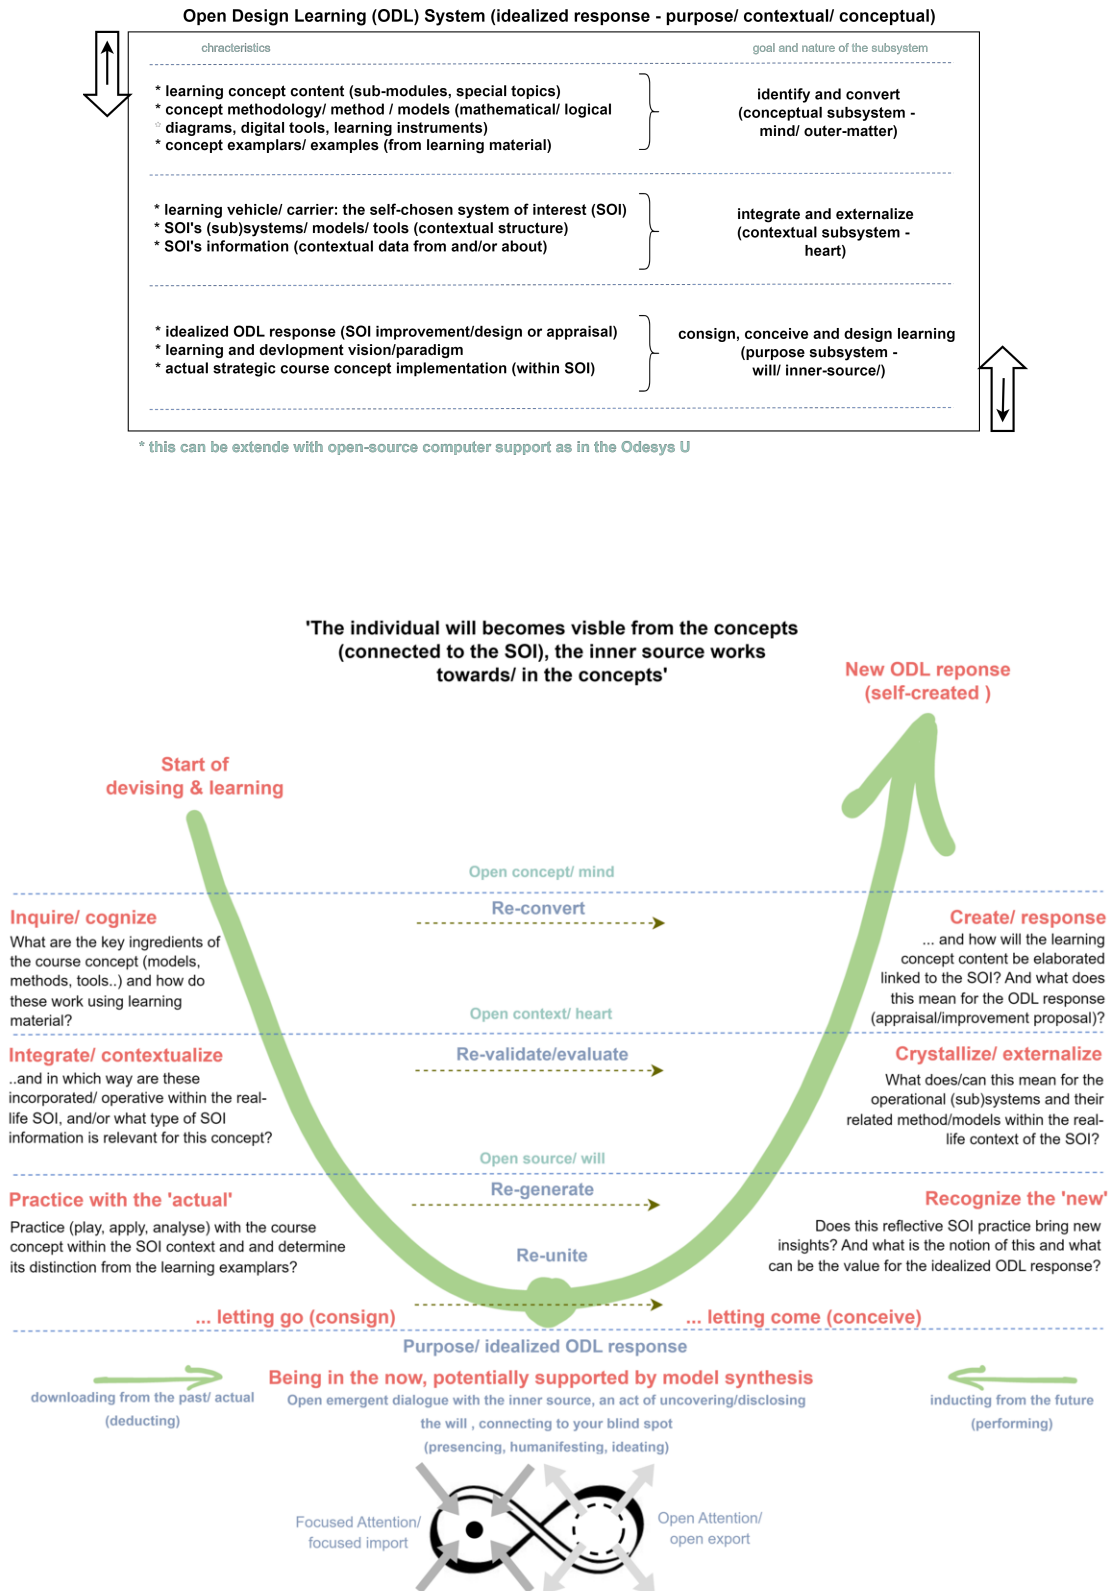 Open Design Learning (ODL) System (idealized response - purpose/ contextual/ conceptual)
chracteristics
goal and nature of the subsystem
* learning concept content (sub-modules, special topics)
* concept methodology/ method / models (mathematical/ logical
diagrams, digital tools, learning instruments)
* concept examplars/ examples (from learning material)
identify and convert
(conceptual subsystem -
mind/ outer-matter)
* learning vehicle/ carrier: the self-chosen system of interest (SOI)
* SOI's (sub)systems/ models/ tools (contextual structure)
* SOI's information (contextual data from and/or about)
integrate and externalize
(contextual subsystem -
heart)
* idealized ODL response (SOI improvement/design or appraisal)
* learning and devlopment vision/paradigm
* actual strategic course concept implementation (within SOI)
consign, conceive and design learning
(purpose subsystem -
will/ inner-source/)
* this can be extende with open-source computer support as in the Odesys U
'The individual will becomes visble from the concepts
(connected to the SOI), the inner source works
towards/ in the concepts'
New ODL reponse
(self-created )
Start of
devising & learning
Open concept/ mind
Re-convert
Inquire/ cognize
What are the key ingredients of
the course concept (models,
methods, tools..) and how do
these work using learning
material?
Create/ response
... and how will the learning
concept content be elaborated
linked to the SOI? And what does
this mean for the ODL response
(appraisal/improvement proposal)?
Open context/ heart
Re-validate/evaluate
Integrate/ contextualize
..and in which way are these
incorporated/ operative within the real-
life SOI, and/or what type of SOI
information is relevant for this concept?
Crystallize/ externalize
What does/can this mean for the
operational (sub)systems and their
related method/models within the real-
life context of the SOI?
Open source/ will
Re-generate
Practice with the 'actual'
Practice (play, apply, analyse) with the course
concept within the SOI context and and determine
its distinction from the learning examplars?
Recognize the 'new'
Does this reflective SOI practice bring new
insights? And what is the notion of this and what
can be the value for the idealized ODL response?
Re-unite
... letting go (consign)
... letting come (conceive)
Purpose/ idealized ODL response
Being in the now, potentially supported by model synthesis
Open emergent dialogue with the inner source, an act of uncovering/disclosing
the will , connecting to your blind spot
(presencing, humanifesting, ideating)
downloading from the past/ actual
(deducting)
inducting from the future
(performing)
Focused Attention/
focused import
Open Attention/
open export